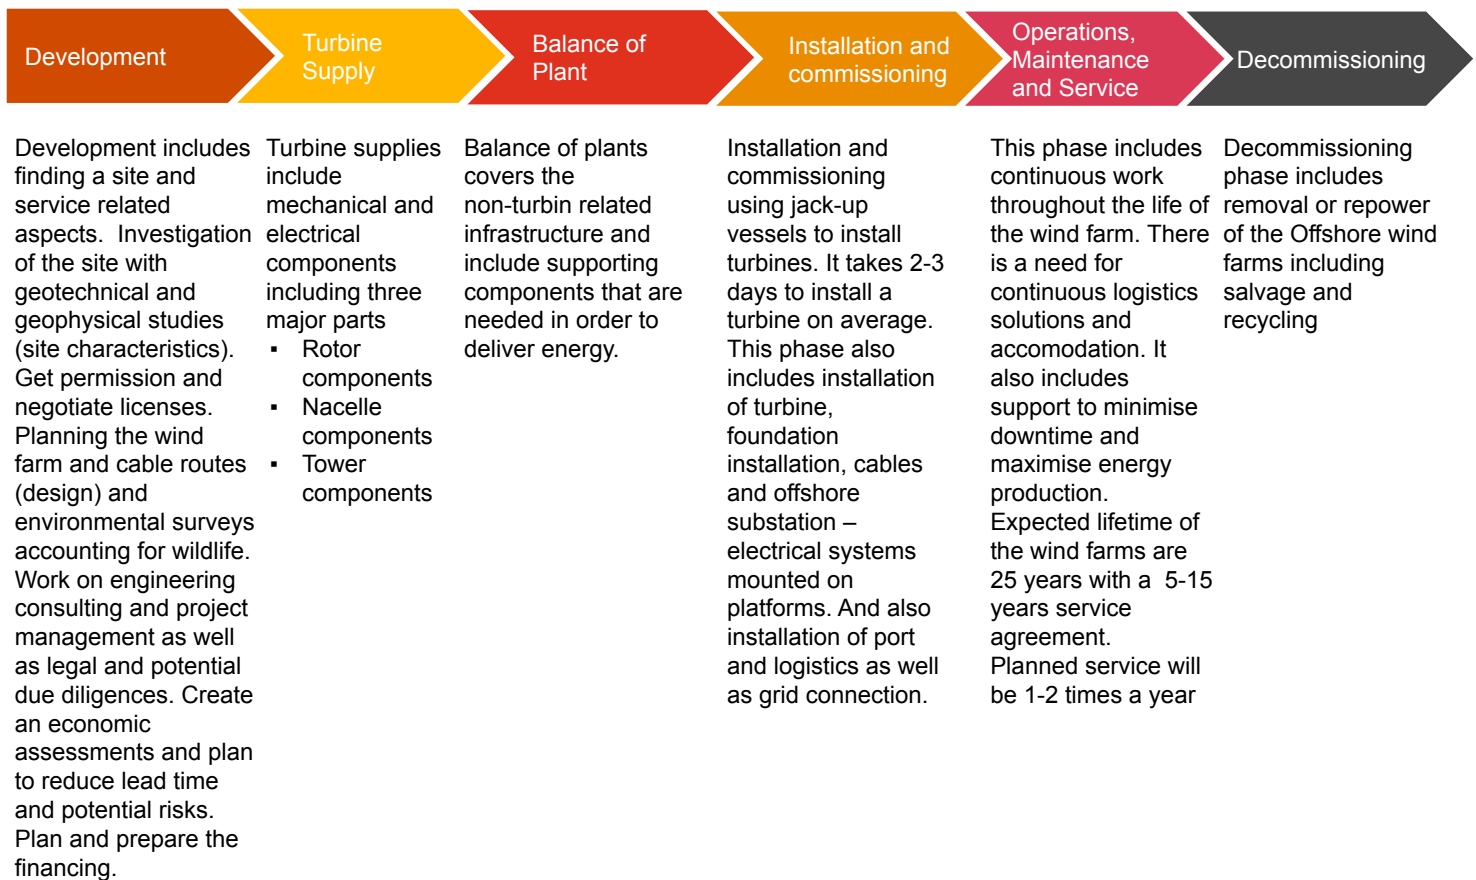 Development
Turbine
Supply
Balance of
Plant
Installation and
commissioning
Operations,
Maintenance
and Service
Decommissioning
Development includes
finding a site and
service related
aspects.  Investigation
of the site with
geotechnical and
geophysical studies
(site characteristics).
Get permission and
negotiate licenses.
Planning the wind
farm and cable routes
(design) and
environmental surveys
accounting for wildlife.
Work on engineering
consulting and project
management as well
as legal and potential
due diligences. Create
an economic
assessments and plan
to reduce lead time
and potential risks.
Plan and prepare the
financing.
Turbine supplies
include
mechanical and
electrical
components
including three
major parts
▪ Rotor
components
▪ Nacelle
components
▪ Tower
components
Balance of plants
covers the
non-turbin related
infrastructure and
include supporting
components that are
needed in order to
deliver energy.
Installation and
commissioning
using jack-up
vessels to install
turbines. It takes 2-3
days to install a
turbine on average.
This phase also
includes installation
of turbine,
foundation
installation, cables
and offshore
substation –
electrical systems
mounted on
platforms. And also
installation of port
and logistics as well
as grid connection.
This phase includes
continuous work
throughout the life of
the wind farm. There
is a need for
continuous logistics
solutions and
accomodation. It
also includes
support to minimise
downtime and
maximise energy
production.
Expected lifetime of
the wind farms are
25 years with a  5-15
years service
agreement.
Planned service will
be 1-2 times a year
Decommissioning
phase includes
removal or repower
of the Offshore wind
farms including
salvage and
recycling